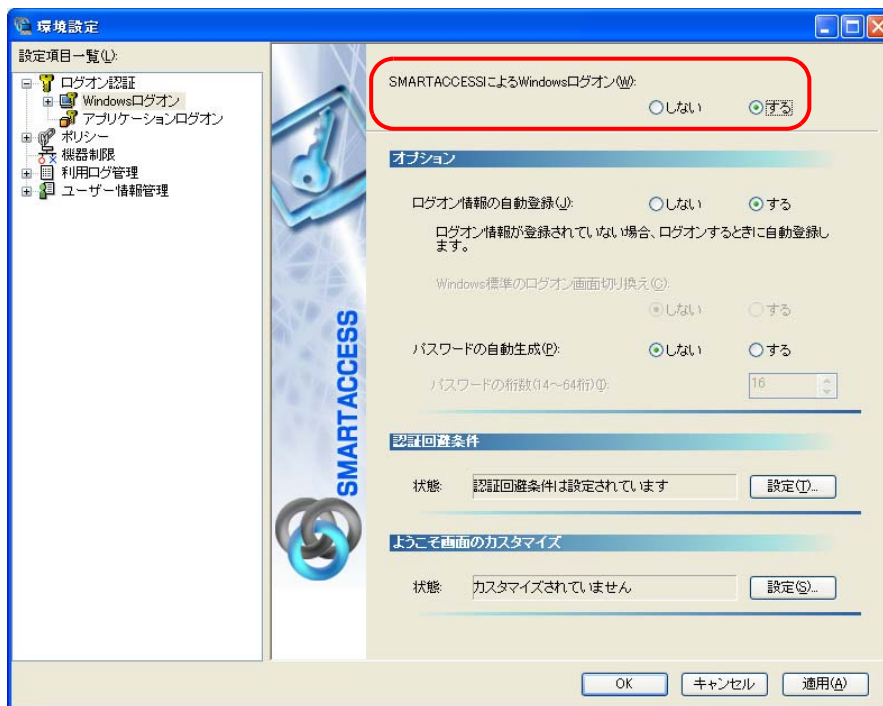 環境設定
設定項目一覧(L):
ログオン認証
Windowsログオン
アプリケーションログオン
ポリシー
機器制限
利用ログ管理
ユーザー情報管理
SMARTACCESS
SMARTACCESSによるWindowsログオン(W):
しない する
オプション
ログオン情報の自動登録(J): しない する
ログオン情報が登録されていない場合、ログオンするときに自動登録し
ます。
Windows標準のログオン画面切り換え(C):
しない する
パスワードの自動生成(P): しない する
パスワードの桁数(14～64桁)(I): 16
認証回避条件
状態: 認証回避条件は設定されています 設定(T)...
ようこそ画面のカスタマイズ
状態: カスタマイズされていません 設定(S)...
OK キャンセル 適用(A)